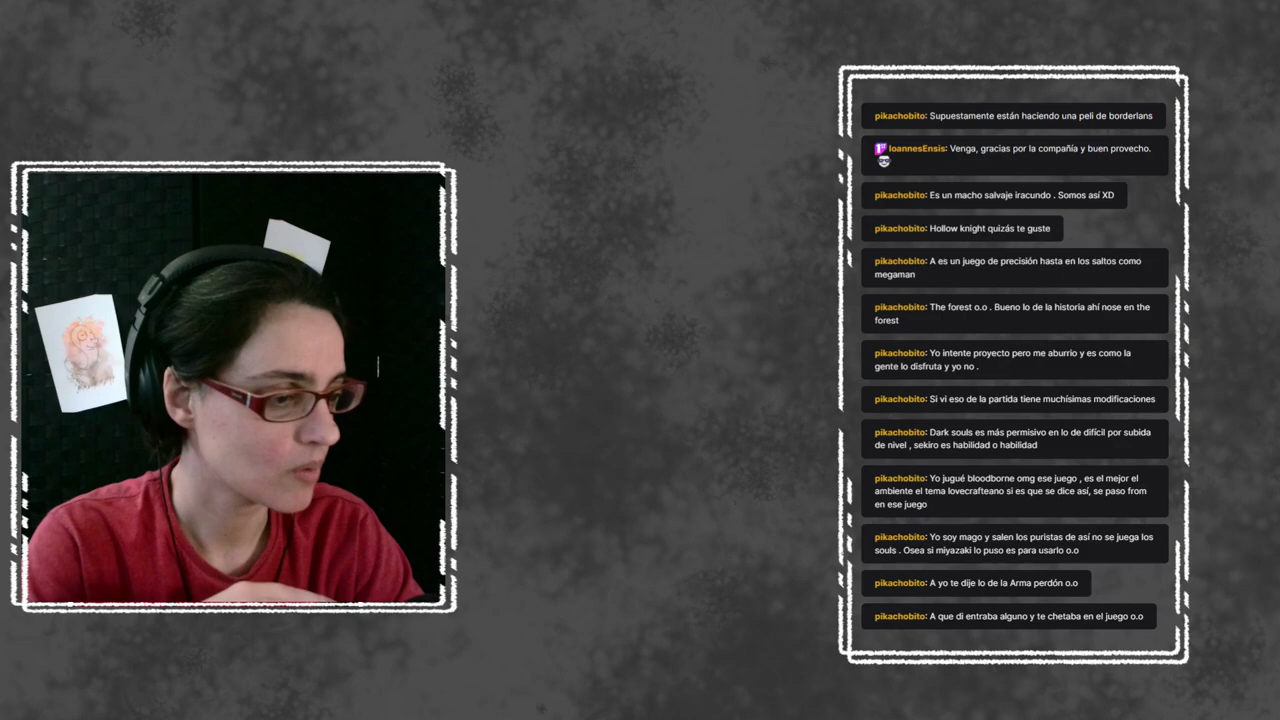 pikachobito: Supuestamente están haciendo una peli de borderlans
IoannesEnsis: Venga, gracias por la compañía y buen provecho.
pikachobito: Es un macho salvaje iracundo . Somos así XD
pikachobito: Hollow knight quizás te guste
pikachobito: A es un juego de precisión hasta en los saltos como
megaman
pikachobito: The forest o.o . Bueno lo de la historia ahí nose en the
forest
pikachobito: Yo intente proyecto pero me aburrio y es como la
gente lo disfruta y yo no .
pikachobito: Si vi eso de la partida tiene muchísimas modificaciones
pikachobito: Dark souls es más permisivo en lo de difícil por subida
de nivel , sekiro es habilidad o habilidad
pikachobito: Yo jugué bloodborne omg ese juego , es el mejor el
ambiente el tema lovecrafteano si es que se dice así, se paso from
en ese juego
pikachobito: Yo soy mago y salen los puristas de así no se juega los
souls . Osea si miyazaki lo puso es para usarlo o.o
pikachobito: A yo te dije lo de la Arma perdón o.o
pikachobito: A que di entraba alguno y te chetaba en el juego o.o